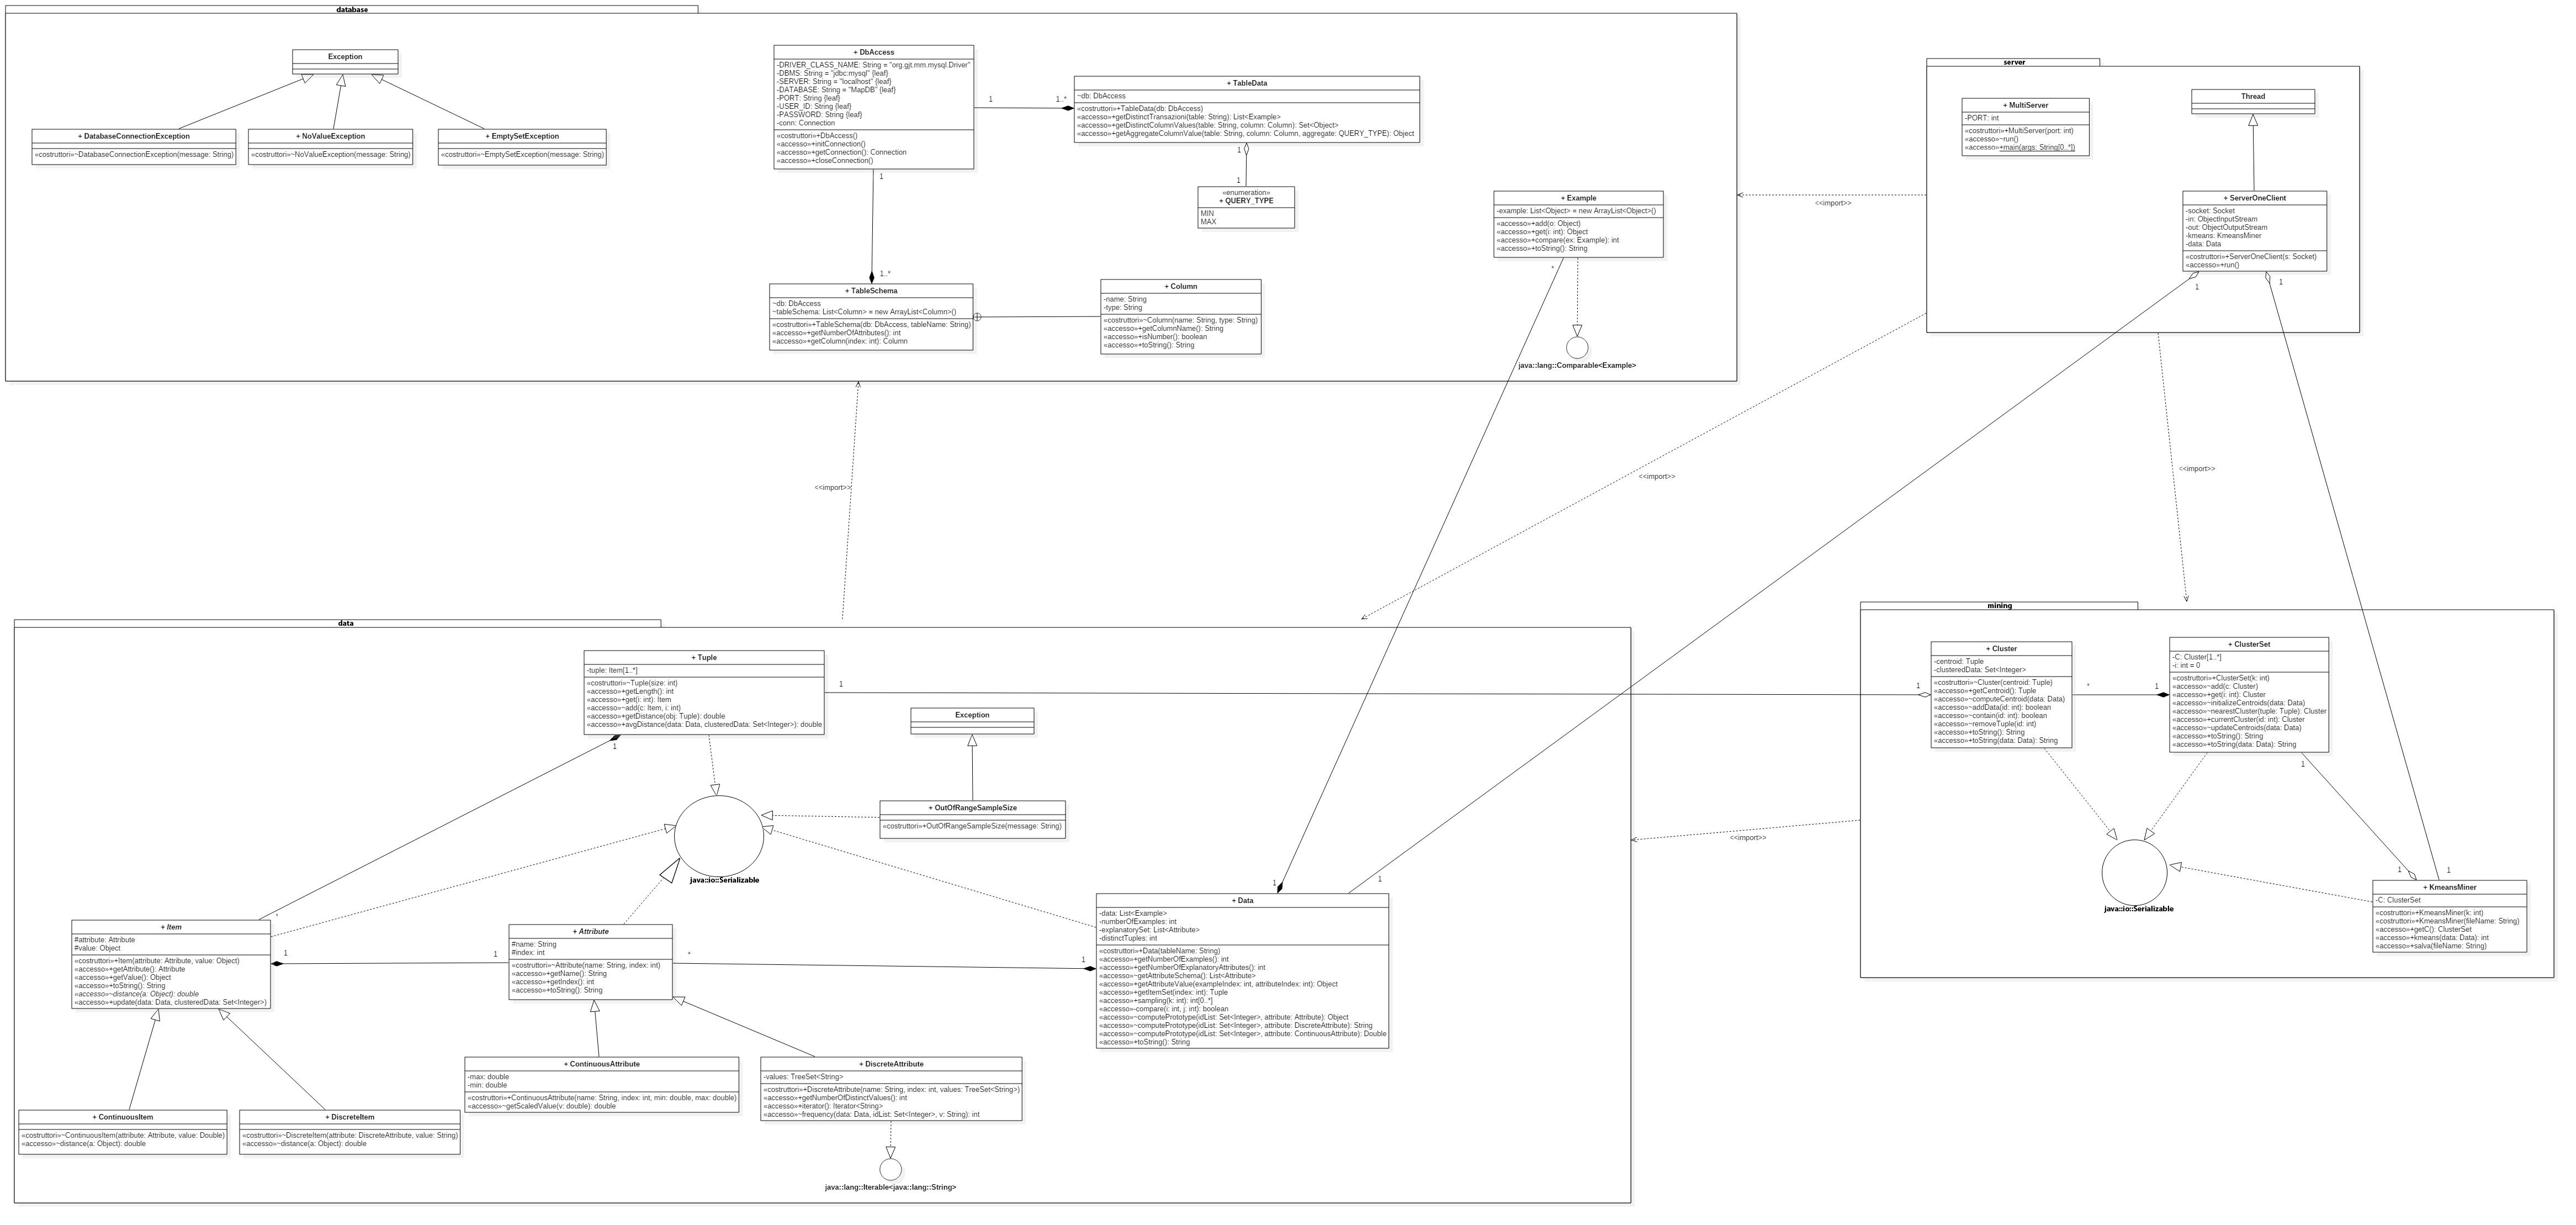 database
Exception
+ DatabaseConnectionException
«costruttori»~DatabaseConnectionException(message: String)
+ NoValueException
«costruttori»~NoValueException(message: String)
+ EmptySetException
«costruttori»~EmptySetException(message: String)
+ DbAccess
-DRIVER_CLASS_NAME: String = "org.gjt.mm.mysql.Driver"
-DBMS: String = "jdbc:mysql" {leaf}
-SERVER: String = "localhost" {leaf}
-DATABASE: String = "MapDB" {leaf}
-PORT: String {leaf}
-USER_ID: String {leaf}
-PASSWORD: String {leaf}
-conn: Connection
«costruttori»+DbAccess()
«accesso»+initConnection()
«accesso»+getConnection(): Connection
«accesso»+closeConnection()
1
1..*
+ TableData
~db: DbAccess
«costruttori»+TableData(db: DbAccess)
«accesso»+getDistinctTransazioni(table: String): List<Example>
«accesso»+getDistinctColumnValues(table: String, column: Column): Set<Object>
«accesso»+getAggregateColumnValue(table: String, column: Column, aggregate: QUERY_TYPE): Object
1
1
«enumeration»
+ QUERY_TYPE
MIN
MAX
1
1..*
+ TableSchema
~db: DbAccess
~tableSchema: List<Column> = new ArrayList<Column>()
«costruttori»+TableSchema(db: DbAccess, tableName: String)
«accesso»+getNumberOfAttributes(): int
«accesso»+getColumn(index: int): Column
+ Column
-name: String
-type: String
«costruttori»~Column(name: String, type: String)
«accesso»+getColumnName(): String
«accesso»+isNumber(): boolean
«accesso»+toString(): String
+ Example
-example: List<Object> = new ArrayList<Object>()
«accesso»+add(o: Object)
«accesso»+get(i: int): Object
«accesso»+compare(ex: Example): int
«accesso»+toString(): String
*
java::lang::Comparable<Example>
<<import>>
server
+ MultiServer
-PORT: int
«costruttori»+MultiServer(port: int)
«accesso»~run()
«accesso»+main(args: String[0..*])
Thread
+ ServerOneClient
-socket: Socket
-in: ObjectInputStream
-out: ObjectOutputStream
-kmeans: KmeansMiner
-data: Data
«costruttori»+ServerOneClient(s: Socket)
«accesso»+run()
1
1
<<import>>
<<import>>
<<import>>
data
+ Tuple
-tuple: Item[1..*]
«costruttori»~Tuple(size: int)
«accesso»+getLength(): int
«accesso»+get(i: int): Item
«accesso»~add(c: Item, i: int)
«accesso»+getDistance(obj: Tuple): double
«accesso»+avgDistance(data: Data, clusteredData: Set<Integer>): double
1
1
Exception
+ OutOfRangeSampleSize
«costruttori»+OutOfRangeSampleSize(message: String)
java::io::Serializable
*
+ Item
#attribute: Attribute
#value: Object
«costruttori»+Item(attribute: Attribute, value: Object)
«accesso»+getAttribute(): Attribute
«accesso»+getValue(): Object
«accesso»+toString(): String
«accesso»~distance(a: Object): double
«accesso»+update(data: Data, clusteredData: Set<Integer>)
1
1
+ Attribute
#name: String
#index: int
«costruttori»~Attribute(name: String, index: int)
«accesso»+getName(): String
«accesso»+getIndex(): int
«accesso»+toString(): String
*
1
1
1
+ Data
-data: List<Example>
-numberOfExamples: int
-explanatorySet: List<Attribute>
-distinctTuples: int
«costruttori»+Data(tableName: String)
«accesso»+getNumberOfExamples(): int
«accesso»+getNumberOfExplanatoryAttributes(): int
«accesso»~getAttributeSchema(): List<Attribute>
«accesso»+getAttributeValue(exampleIndex: int, attributeIndex: int): Object
«accesso»+getItemSet(index: int): Tuple
«accesso»+sampling(k: int): int[0..*]
«accesso»-compare(i: int, j: int): boolean
«accesso»~computePrototype(idList: Set<Integer>, attribute: Attribute): Object
«accesso»~computePrototype(idList: Set<Integer>, attribute: DiscreteAttribute): String
«accesso»~computePrototype(idList: Set<Integer>, attribute: ContinuousAttribute): Double
«accesso»+toString(): String
+ ContinuousItem
«costruttori»~ContinuousItem(attribute: Attribute, value: Double)
«accesso»~distance(a: Object): double
+ DiscreteItem
«costruttori»~DiscreteItem(attribute: DiscreteAttribute, value: String)
«accesso»~distance(a: Object): double
+ ContinuousAttribute
-max: double
-min: double
«costruttori»+ContinuousAttribute(name: String, index: int, min: double, max: double)
«accesso»~getScaledValue(v: double): double
+ DiscreteAttribute
-values: TreeSet<String>
«costruttori»+DiscreteAttribute(name: String, index: int, values: TreeSet<String>)
«accesso»+getNumberOfDistinctValues(): int
«accesso»+iterator(): Iterator<String>
«accesso»~frequency(data: Data, idList: Set<Integer>, v: String): int
java::lang::Iterable<java::lang::String>
<<import>>
mining
1
+ Cluster
-centroid: Tuple
-clusteredData: Set<Integer>
«costruttori»~Cluster(centroid: Tuple)
«accesso»+getCentroid(): Tuple
«accesso»~computeCentroid(data: Data)
«accesso»~addData(id: int): boolean
«accesso»~contain(id: int): boolean
«accesso»~removeTuple(id: int)
«accesso»+toString(): String
«accesso»+toString(data: Data): String
*
1
+ ClusterSet
-C: Cluster[1..*]
-i: int = 0
«costruttori»+ClusterSet(k: int)
«accesso»~add(c: Cluster)
«accesso»+get(i: int): Cluster
«accesso»~initializeCentroids(data: Data)
«accesso»~nearestCluster(tuple: Tuple): Cluster
«accesso»+currentCluster(id: int): Cluster
«accesso»~updateCentroids(data: Data)
«accesso»+toString(): String
«accesso»+toString(data: Data): String
1
java::io::Serializable
1
1
+ KmeansMiner
-C: ClusterSet
«costruttori»+KmeansMiner(k: int)
«costruttori»+KmeansMiner(fileName: String)
«accesso»+getC(): ClusterSet
«accesso»+kmeans(data: Data): int
«accesso»+salva(fileName: String)